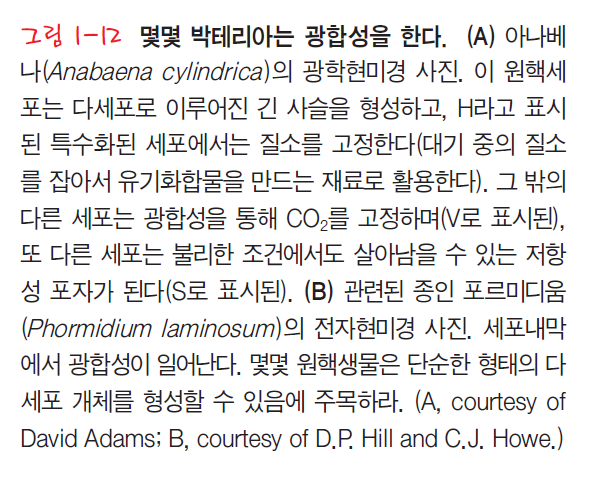 그림 1-12 몇몇 박테리아는 광합성을 한다. (A) 아나베
나(Anabaena cylindrica)의 광학현미경 사진. 이 원핵세
포는 다세포로 이루어진 긴 사슬을 형성하고, H라고 표시
된 특수화된 세포에서는 질소를 고정한다(대기 중의 질소
를 잡아서 유기화합물을 만드는 재료로 활용한다). 그 밖의
다른 세포는 광합성을 통해 CO₂를 고정하며(V로 표시된),
또 다른 세포는 불리한 조건에서도 살아남을 수 있는 저항
성 포자가 된다(S로 표시된). (B) 관련된 종인 포르미디움
(Phormidium laminosum)의 전자현미경 사진. 세포내막
에서 광합성이 일어난다. 몇몇 원핵생물은 단순한 형태의 다
세포 개체를 형성할 수 있음에 주목하라. (A, courtesy of
David Adams; B, courtesy of D.P. Hill and C.J. Howe.)